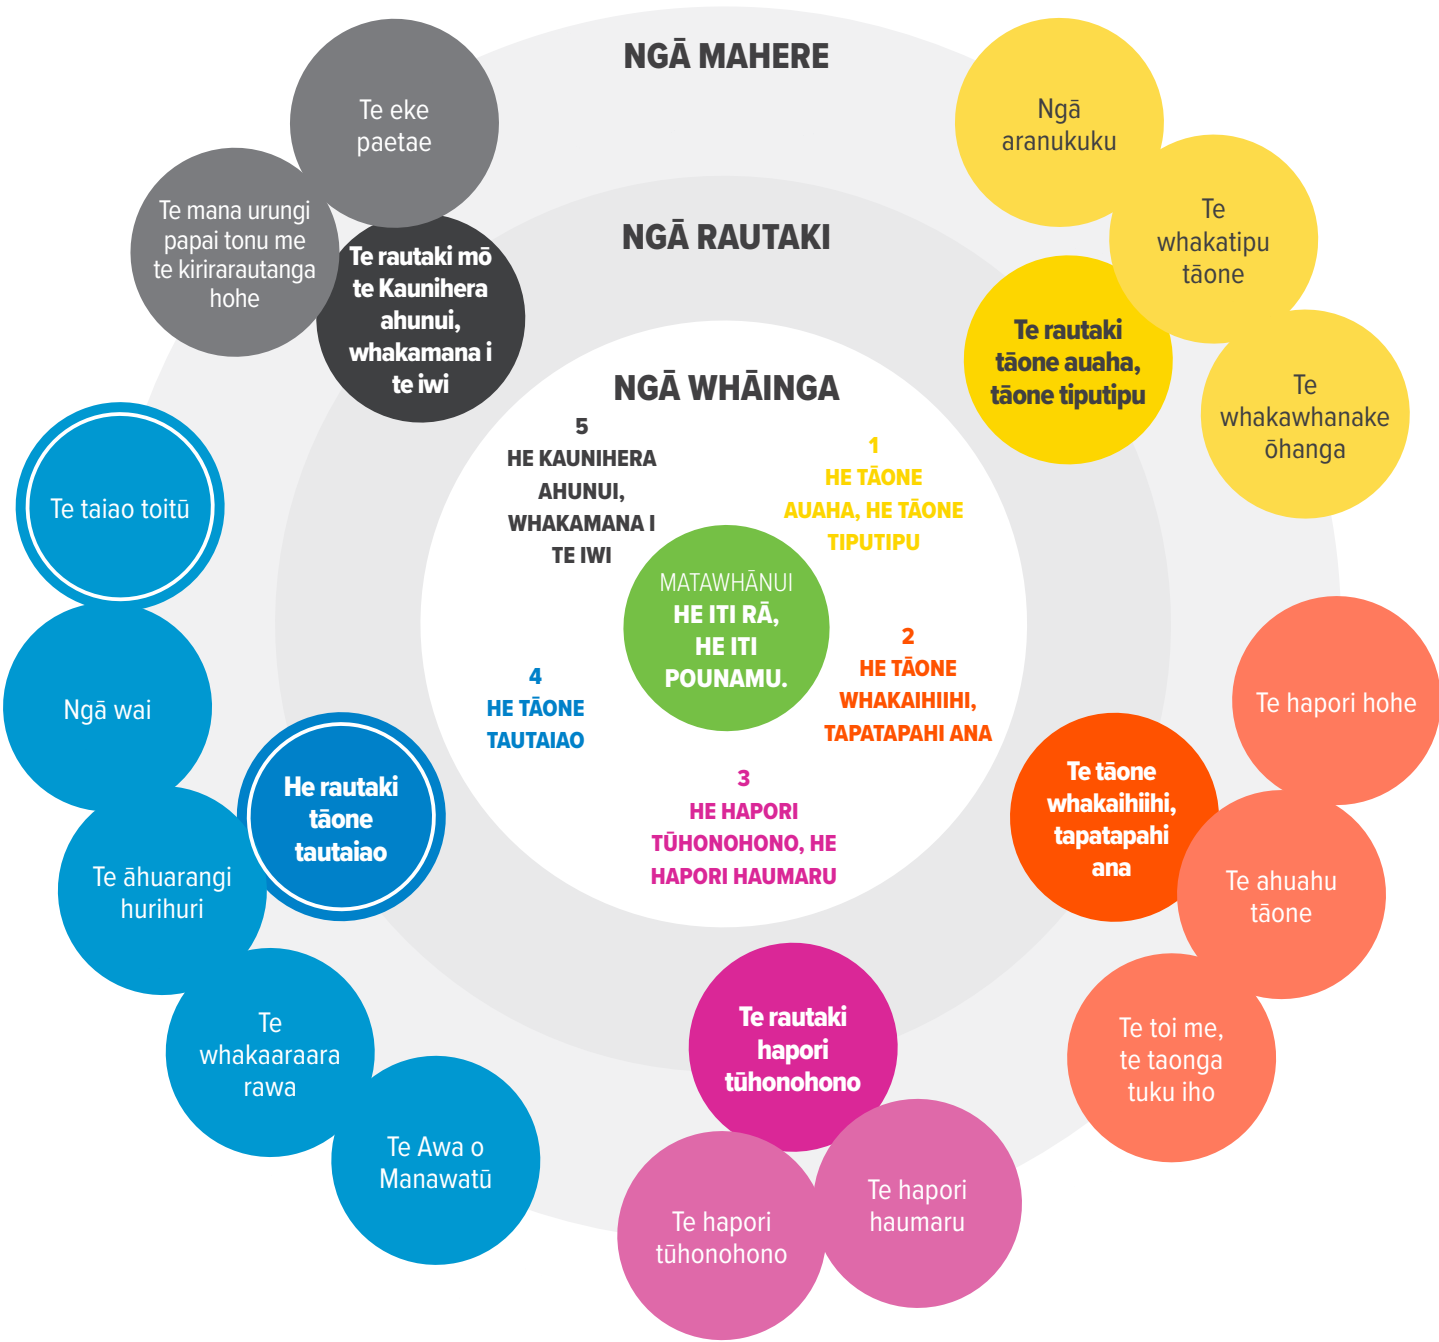 NGĀ MAHERE
NGĀ RAUTAKI
NGĀ WHĀINGA
MATAWHĀNUI
HE ITI RĀ,
HE ITI
POUNAMU.
1
HE TĀONE
AUAHA, HE TĀONE
TIPUTIPU
2
HE TĀONE
WHAKAIHIIHI,
TAPATAPAHI ANA
3
HE HAPORI
TŪHONOHONO, HE
HAPORI HAUMARU
4
HE TĀONE
TAUTAIAO
5
HE KAUNIHERA
AHUNUI,
WHAKAMANA I
TE IWI
Te rautaki
tāone auaha,
tāone tiputipu
Ngā
aranukuku
Te
whakatipu
tāone
Te
whakawhanake
ōhanga
Te tāone
whakaihiihi,
tapatapahi
ana
Te hapori hohe
Te ahuahu
tāone
Te toi me,
te taonga
tuku iho
Te rautaki
hapori
tūhonohono
Te hapori
haumaru
Te hapori
tūhonohono
He rautaki
tāone
tautaiao
Te Awa o
Manawatū
Te
whakaaraara
rawa
Te āhuarangi
hurihuri
Ngā wai
Te taiao toitū
Te rautaki mō
te Kaunihera
ahunui,
whakamana i
te iwi
Te mana urungi
papai tonu me
te kirirarautanga
hohe
Te eke
paetae